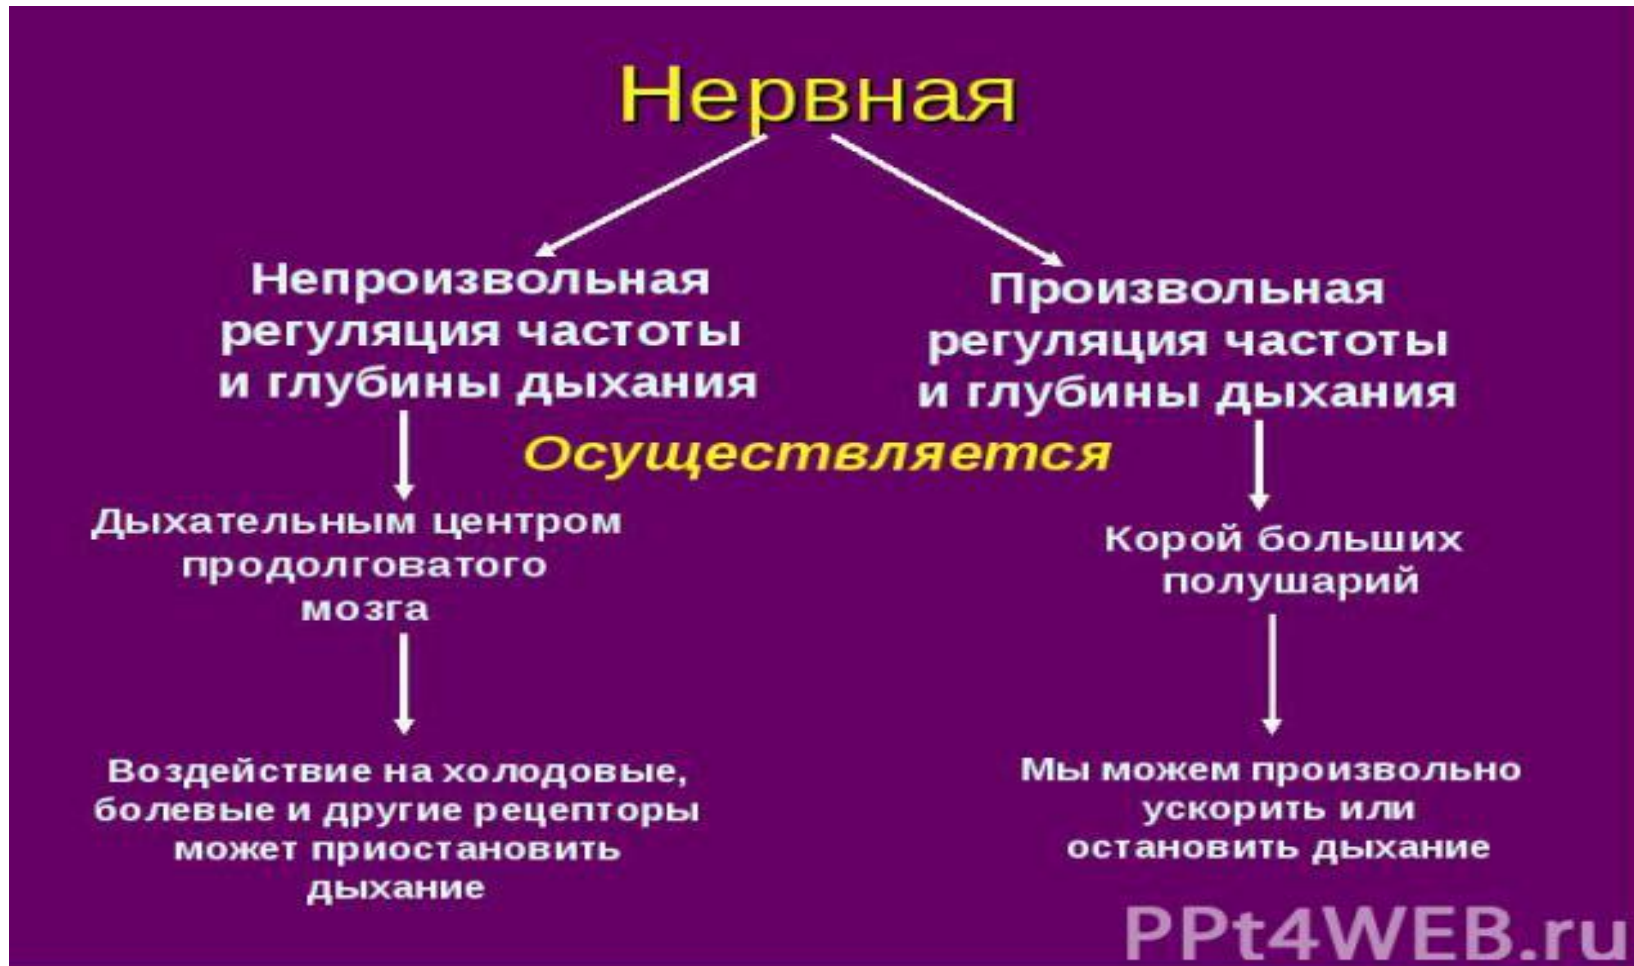 Нервная
Непроизвольная
регуляция частоты
и глубины дыхания
Произвольная
регуляция частоты
и глубины дыхания
Осуществляется
Дыхательным центром
продолговатого
мозга
Корой больших
полушарий
Воздействие на холодовые,
болевые и другие рецепторы
может приостановить
дыхание
Мы можем произвольно
ускорить или
остановить дыхание
PPt4WEB.ru